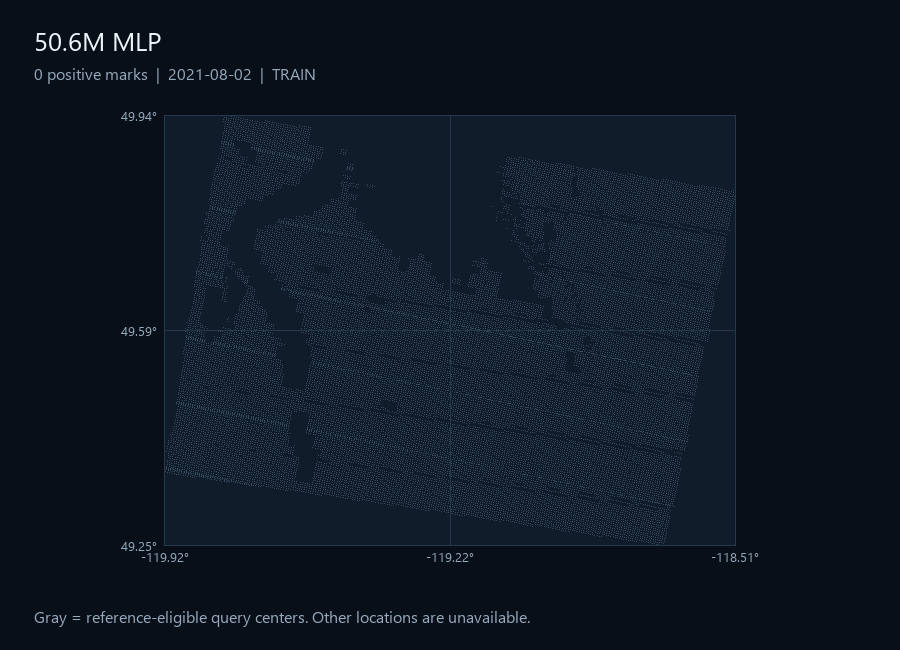 50.6M MLP
0 positive marks | 2021-08-02 | TRAIN
49.94°
49.59°
49.25°
-119.92° -119.22° -118.51°
Gray = reference-eligible query centers. Other locations are unavailable.